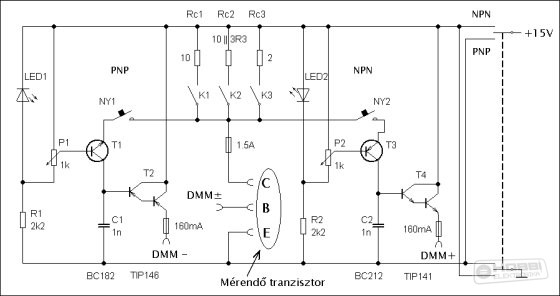 Rc1 Rc2 Rc3 NPN
+15V
10||3R3
PNP
LED1 PNP 10 2 LED2 NPN
NY1 K1 K2 K3 NY2
P1 T1 1.5A P2 T3
1k 1k
T2 C T4
DMM± B
R1 C1 160mA R2 C2 160mA
2k2 1n E 2k2 1n
DMM - DMM+
BC182 TIP146 Mérendő tranzisztor BC212 TIP141
HOBBI
ELEKTRONIKA